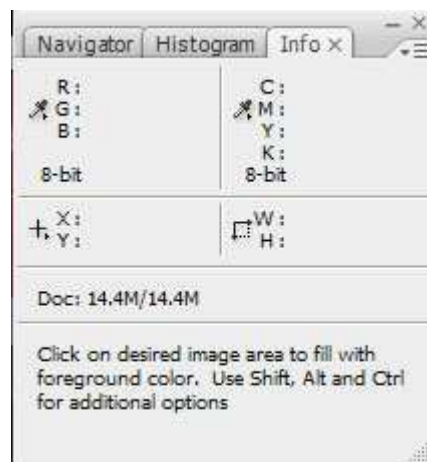 Navigator Histogram Info ×
R: C:
G: M:
B: Y:
K:
8-bit 8-bit
X: W:
Y: H:
Doc: 14.4M/14.4M
Click on desired image area to fill with
foreground color. Use Shift, Alt and Ctrl
for additional options